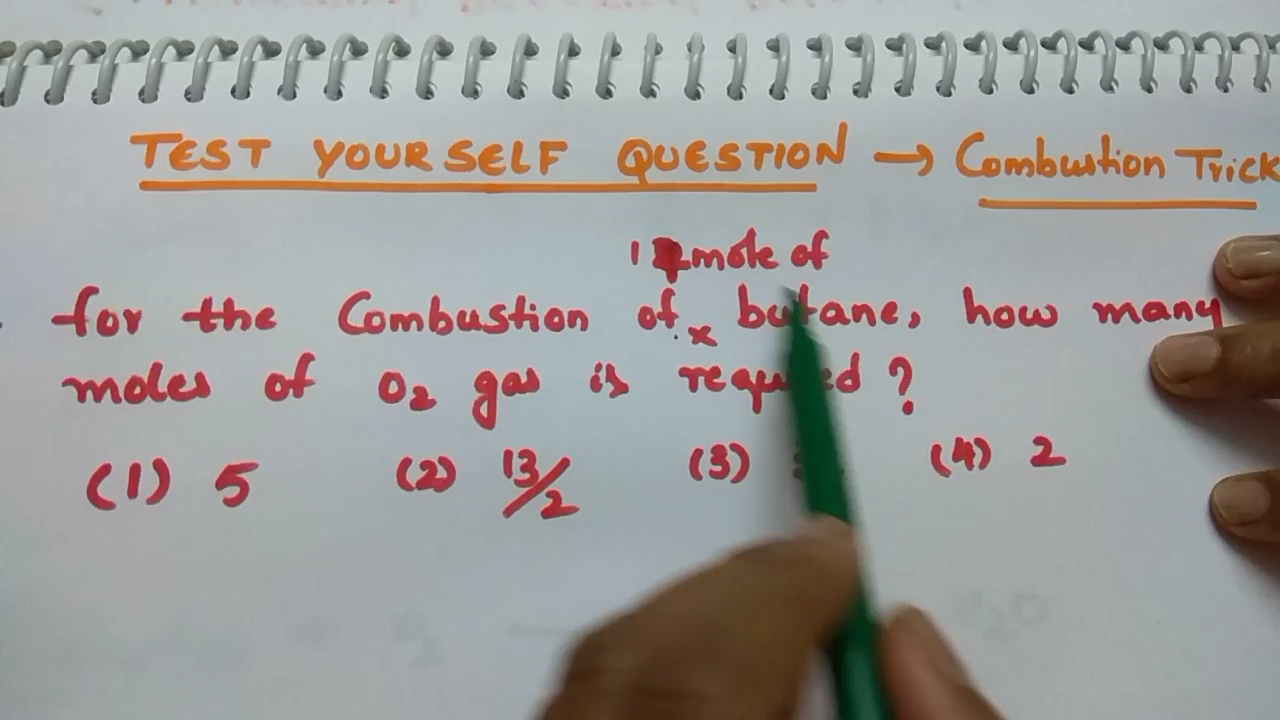 TEST YOURSELF QUESTION → Combustion Trick
1 mole of
for the Combustion of x butane, how many
moles of O2 gas is required ?
(1) 5 (2) 13/2 (3) (4) 2